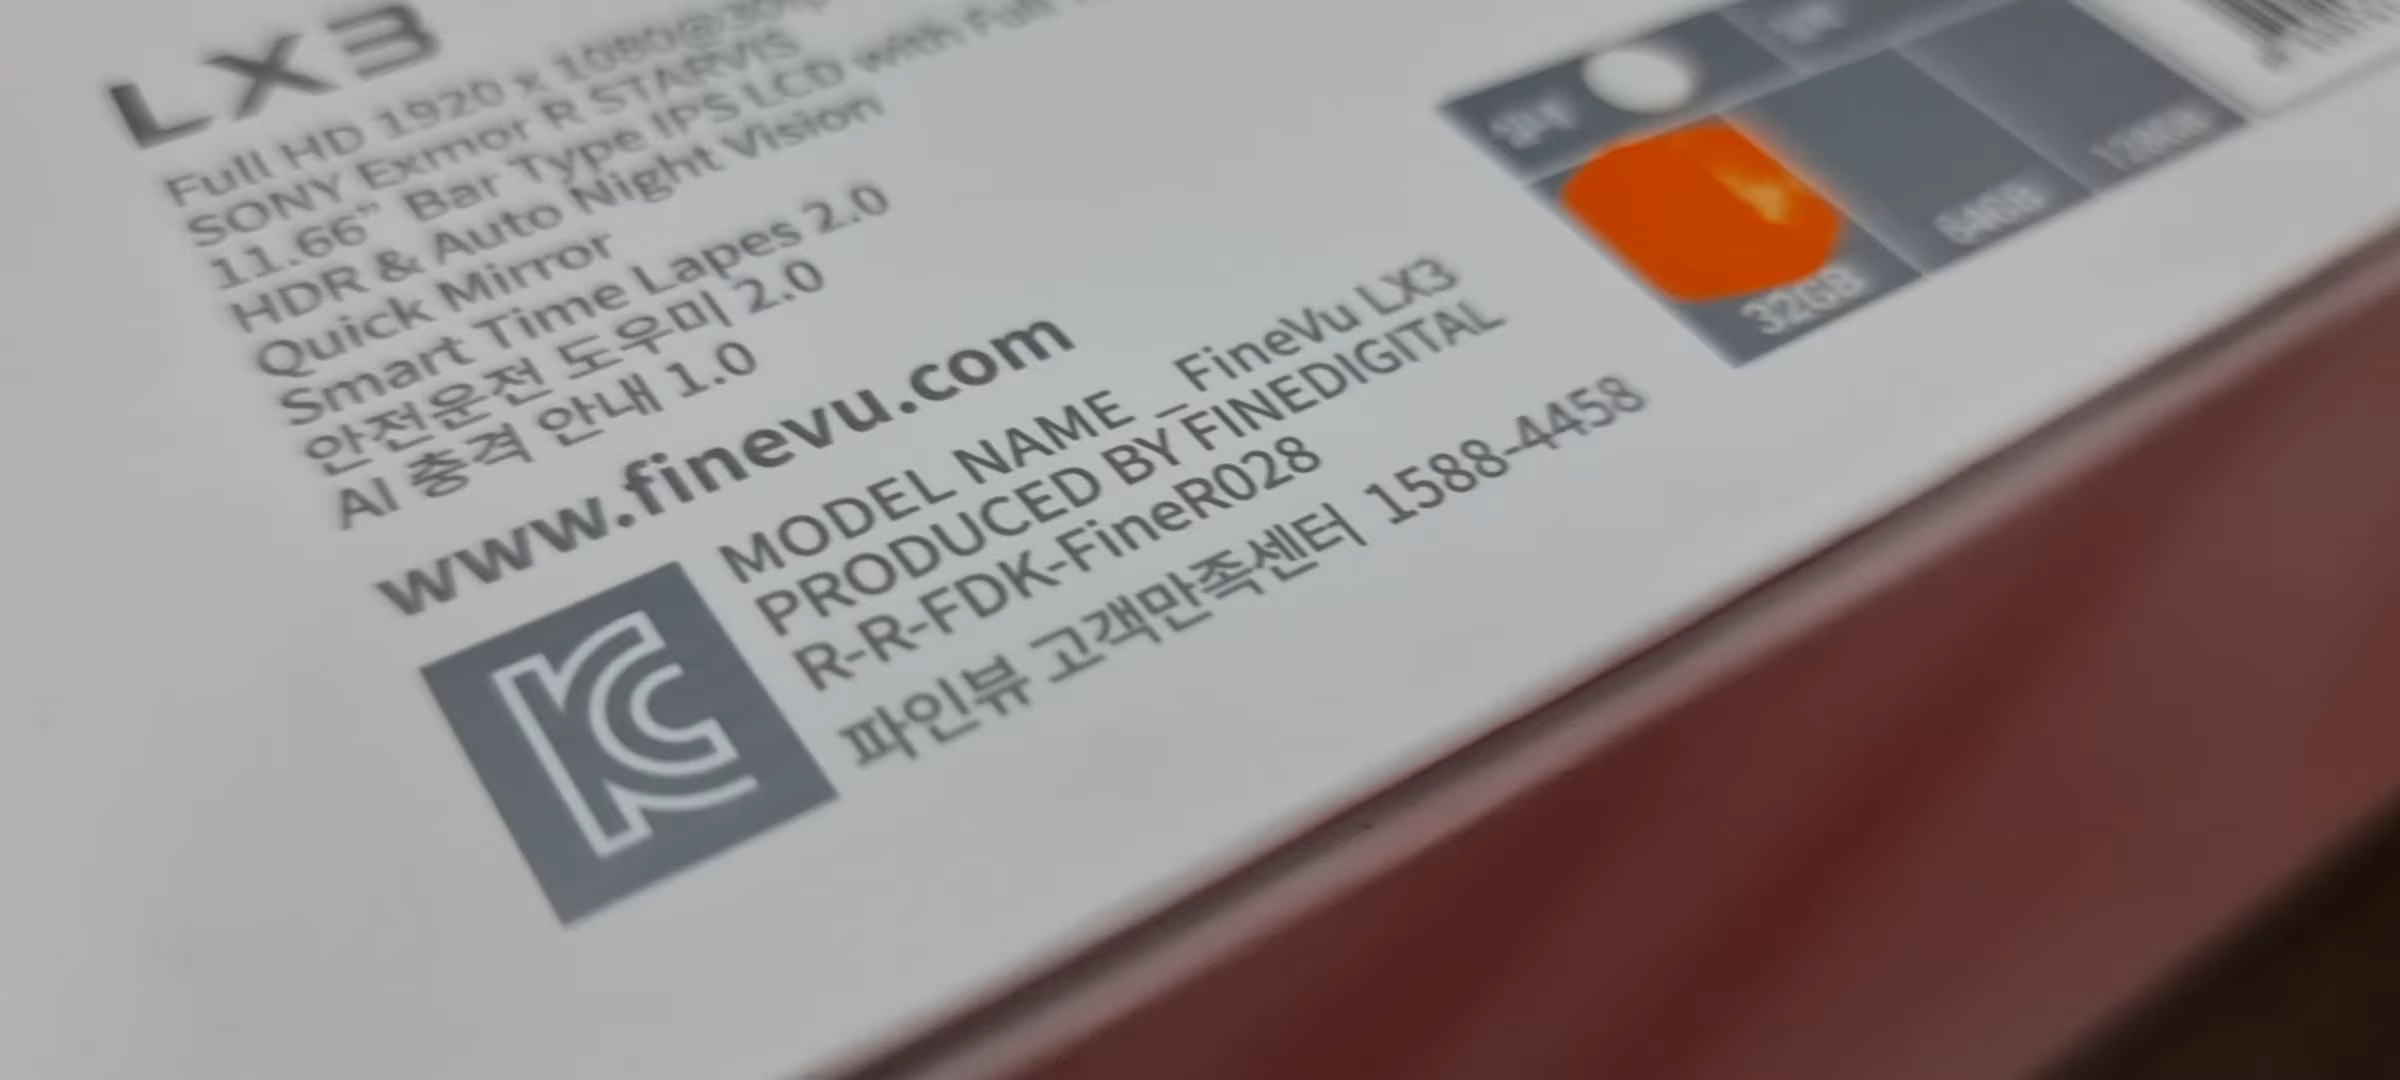 LX3
Full HD 1920 x 1080@30
SONY Exmor R STARVIS
11.66" Bar Type IPS LCD with Full
HDR & Auto Night Vision
Quick Mirror
Smart Time Lapes 2.0
안전운전 도우미 2.0
AI 충격 안내 1.0
www.finevu.com
MODEL NAME _ FineVu LX3
PRODUCED BY FINEDIGITAL
R-R-FDK-FineR028
파인뷰 고객만족센터 1588-4458
32GB
64GB
128GB